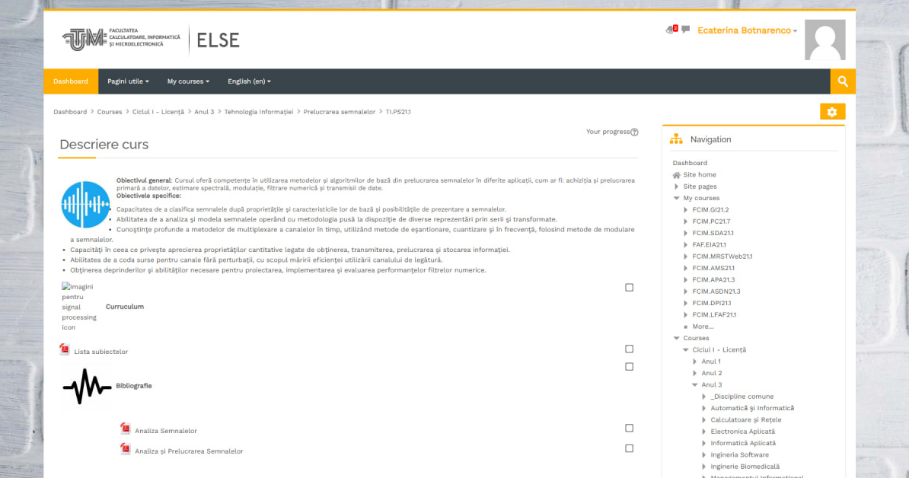 UTM
FACULTATEA
CALCULATOARE, INFORMATICĂ
ȘI MICROELECTRONICĂ
ELSE
Ecaterina Botnarenco
Dashboard Pagini utile My courses English (en)
Dashboard > Courses > Ciclul I - Licență > Anul 3 > Tehnologia Informației > Prelucrarea semnalelor > TI.PS21.1
Your progress
Descriere curs
Obiectivul general: Cursul oferă competențe în utilizarea metodelor și algoritmilor de bază din prelucrarea semnalelor în diferite aplicații, cum ar fi: achiziția și prelucrarea
primară a datelor, estimare spectrală, modulație, filtrare numerică și transmisii de date.
Obiectivele specifice:
• Capacitatea de a clasifica semnalele după proprietățile și caracteristicile lor de bază și posibilitățile de prezentare a semnalelor.
• Abilitatea de a analiza și modela semnalele operând cu metodologia pusă la dispoziție de diverse reprezentări prin serii și transformate.
• Cunoștințe profunde a metodelor de multiplexare a canalelor în timp, utilizând metode de eșantionare, cuantizare și în frecvență, folosind metode de modulare
a semnalelor.
• Capacități în ceea ce privește aprecierea proprietăților cantitative legate de obținerea, transmiterea, prelucrarea și stocarea informației.
• Abilitatea de a coda surse pentru canale fără perturbații, cu scopul măririi eficienței utilizării canalului de legătură.
• Obținerea deprinderilor și abilităților necesare pentru proiectarea, implementarea și evaluarea performanțelor filtrelor numerice.
Imagini
pentru
signal
processing
icon
Curruculum
Lista subiectelor
Bibliografie
Analiza Semnalelor
Analiza și Prelucrarea Semnalelor
Navigation
Dashboard
Site home
Site pages
My courses
FCIM.GI21.2
FCIM.PC21.7
FCIM.SDA21.1
FAF.EIA21.1
FCIM.MRSTWeb21.1
FCIM.AMS21.1
FCIM.APA21.3
FCIM.ASDN21.3
FCIM.DPI21.1
FCIM.LFAF21.1
More...
Courses
Ciclul I - Licență
Anul 1
Anul 2
Anul 3
_Discipline comune
Automatică și Informatică
Calculatoare și Rețele
Electronica Aplicată
Informatică Aplicată
Ingineria Software
Inginerie Biomedicală
Managementul Informațional